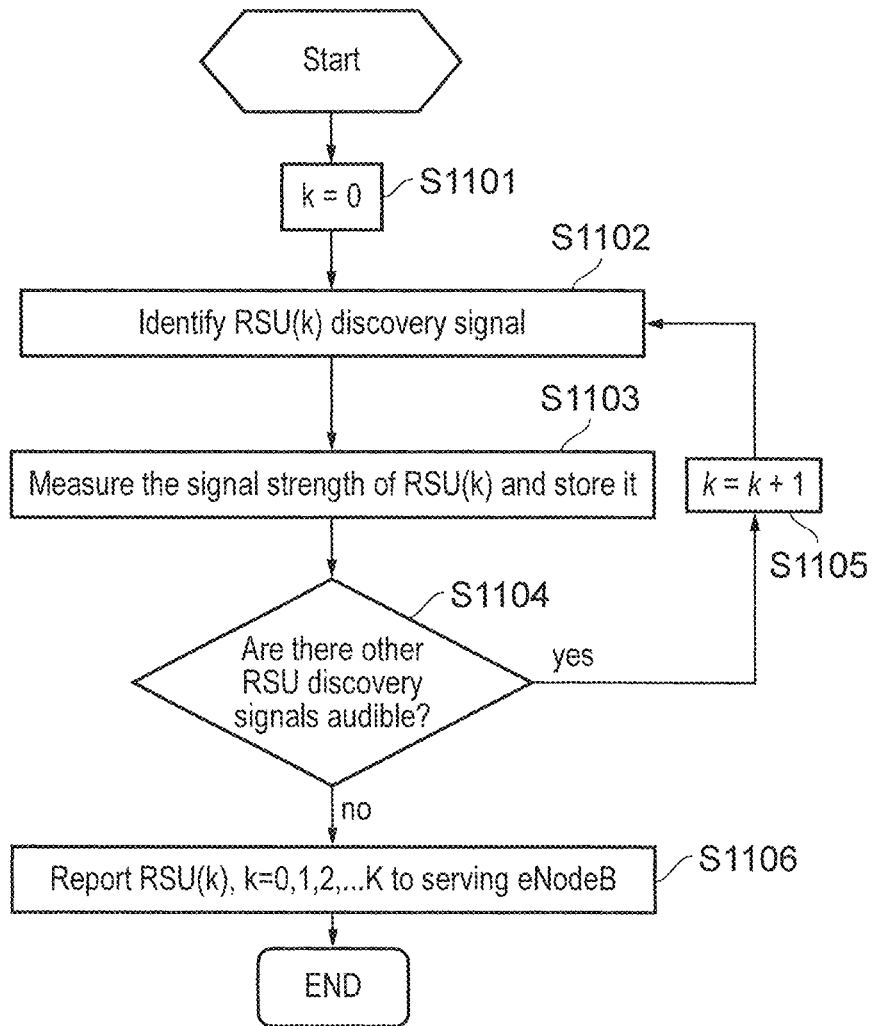 Start
k = 0
S1101
S1102
Identify RSU(k) discovery signal
S1103
Measure the signal strength of RSU(k) and store it
k = k + 1
S1105
S1104
Are there other
RSU discovery
signals audible?
yes
no
S1106
Report RSU(k), k=0,1,2,...K to serving eNodeB
END